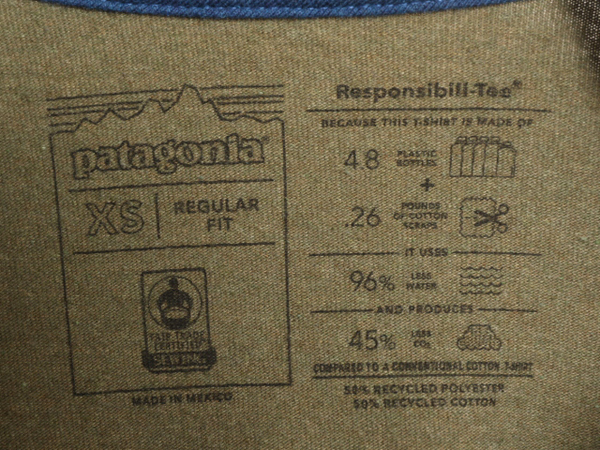 patagonia®
XS
REGULAR
FIT
FAIR TRADE
CERTIFIED
SEWING
MADE IN MEXICO
Responsibili-Tee®
BECAUSE THIS T-SHIRT IS MADE OF
4.8 PLASTIC BOTTLES
+
.26 POUNDS OF COTTON SCRAPS
IT USES
96% LESS WATER
AND PRODUCES
45% LESS CO₂
COMPARED TO A CONVENTIONAL COTTON T-SHIRT
50% RECYCLED POLYESTER
50% RECYCLED COTTON